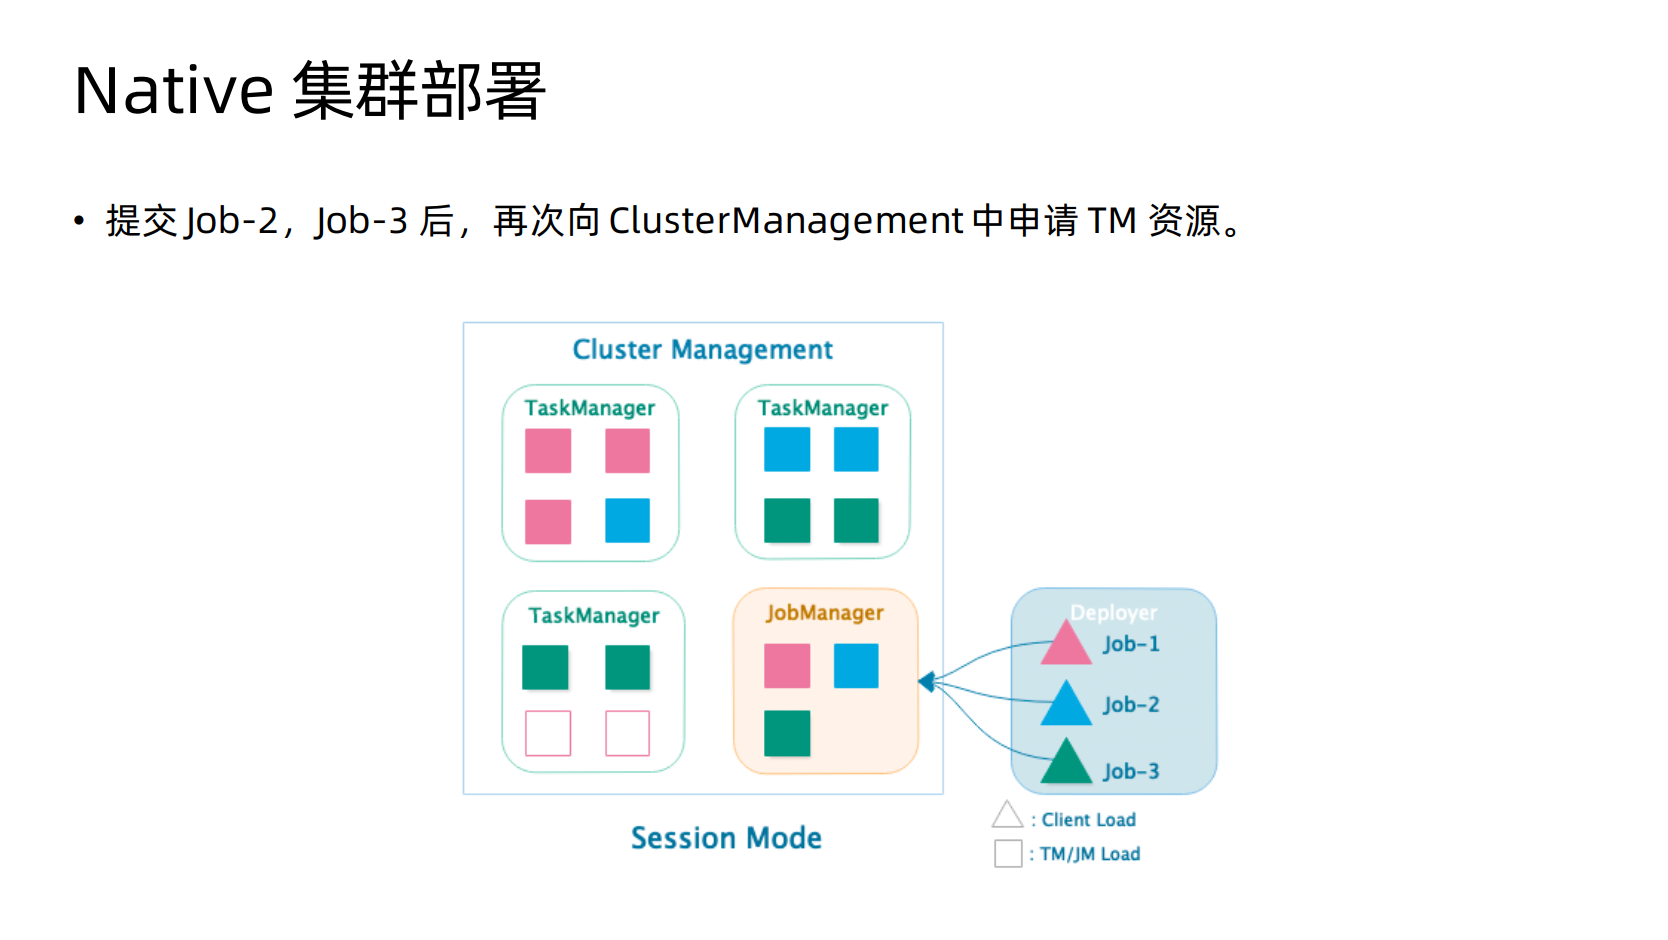 Native 集群部署
• 提交 Job-2，Job-3 后，再次向 ClusterManagement 中申请 TM 资源。
Cluster Management
TaskManager
TaskManager
TaskManager
JobManager
Deployer
Job-1
Job-2
Job-3
: Client Load
: TM/JM Load
Session Mode